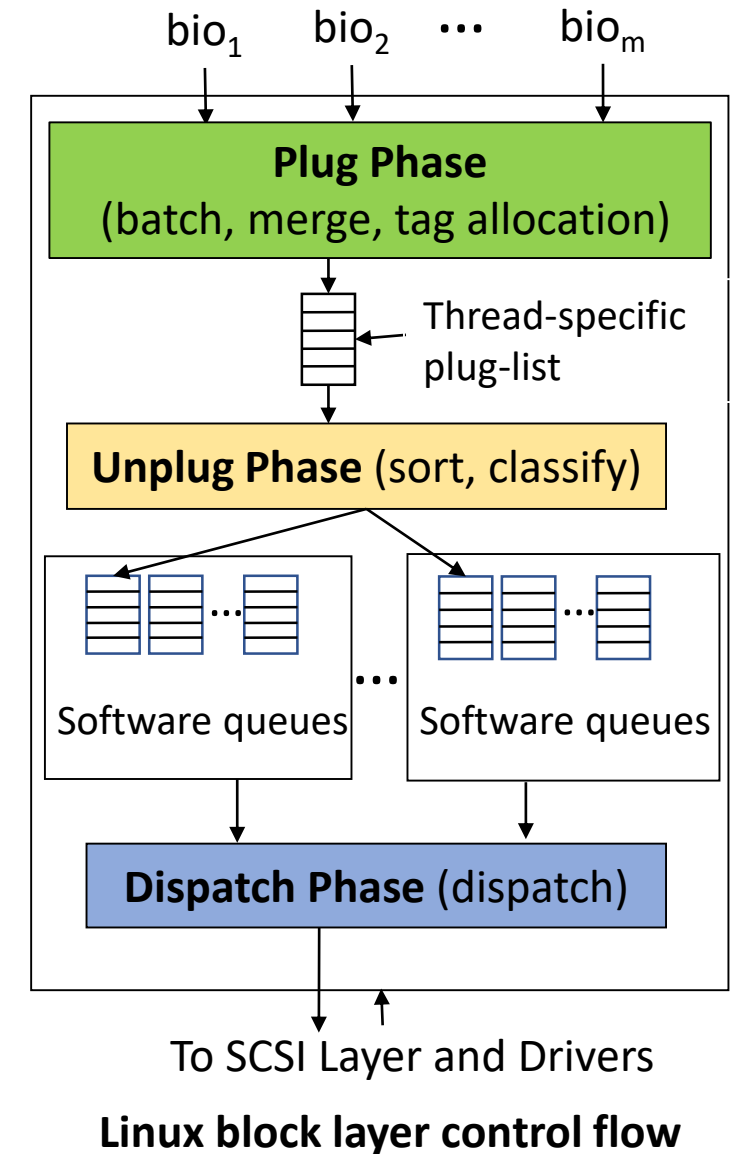 bio1 bio2 ... biom
Plug Phase
(batch, merge, tag allocation)
Thread-specific
plug-list
Unplug Phase (sort, classify)
... ...
...
Software queues Software queues
Dispatch Phase (dispatch)
To SCSI Layer and Drivers
Linux block layer control flow